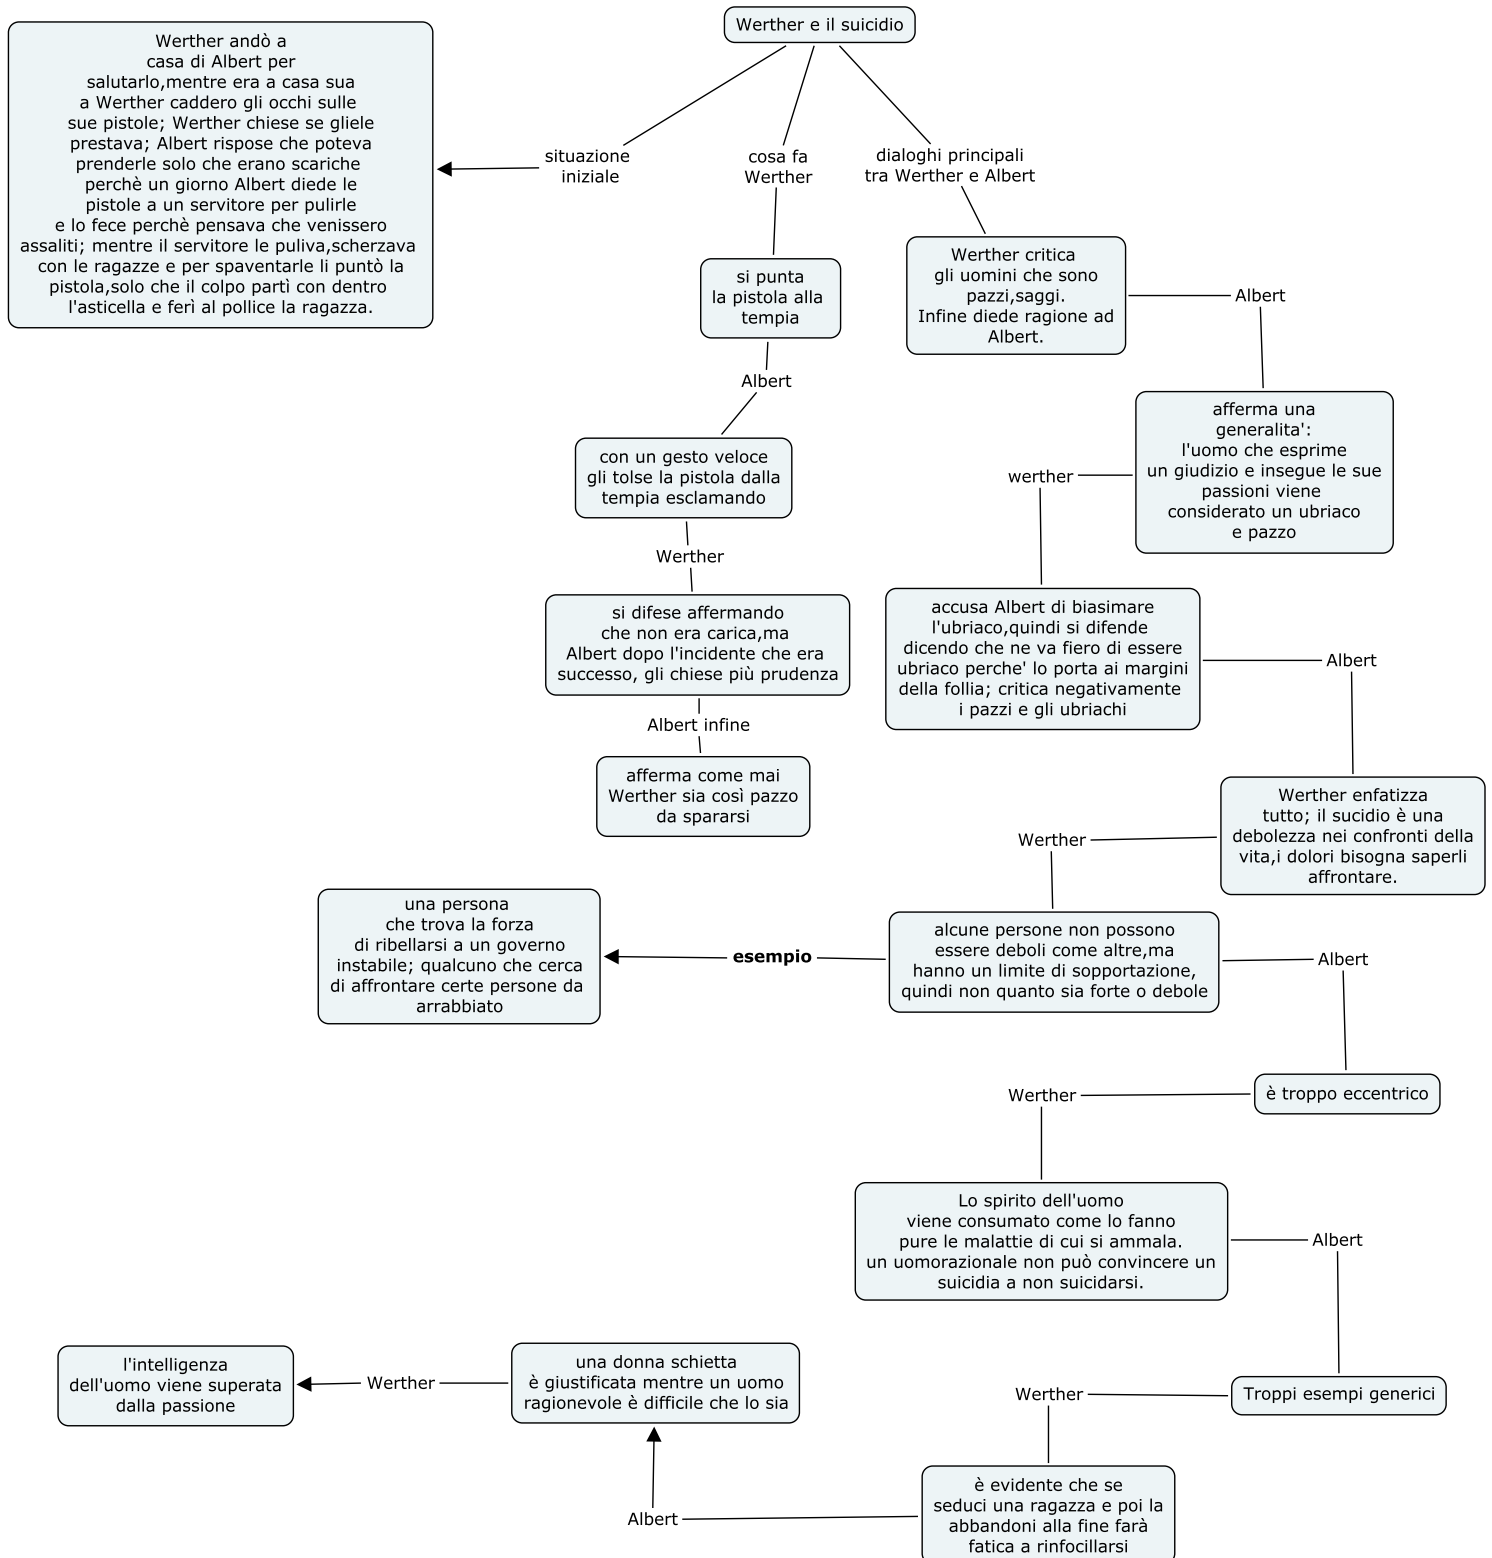 Werther e il suicidio
Werther andò a
casa di Albert per
salutarlo,mentre era a casa sua
a Werther caddero gli occhi sulle
sue pistole; Werther chiese se gliele
prestava; Albert rispose che poteva
prenderle solo che erano scariche
perchè un giorno Albert diede le
pistole a un servitore per pulirle
e lo fece perchè pensava che venissero
assaliti; mentre il servitore le puliva,scherzava
con le ragazze e per spaventarle li puntò la
pistola,solo che il colpo partì con dentro
l'asticella e ferì al pollice la ragazza.
situazione
iniziale
cosa fa
Werther
dialoghi principali
tra Werther e Albert
si punta
la pistola alla
tempia
Albert
con un gesto veloce
gli tolse la pistola dalla
tempia esclamando
Werther
si difese affermando
che non era carica,ma
Albert dopo l'incidente che era
successo, gli chiese più prudenza
Albert infine
afferma come mai
Werther sia così pazzo
da spararsi
Werther critica
gli uomini che sono
pazzi,saggi.
Infine diede ragione ad
Albert.
Albert
afferma una
generalita':
l'uomo che esprime
un giudizio e insegue le sue
passioni viene
considerato un ubriaco
e pazzo
werther
accusa Albert di biasimare
l'ubriaco,quindi si difende
dicendo che ne va fiero di essere
ubriaco perche' lo porta ai margini
della follia; critica negativamente
i pazzi e gli ubriachi
Albert
Werther enfatizza
tutto; il sucidio è una
debolezza nei confronti della
vita,i dolori bisogna saperli
affrontare.
Werther
alcune persone non possono
essere deboli come altre,ma
hanno un limite di sopportazione,
quindi non quanto sia forte o debole
esempio
una persona
che trova la forza
di ribellarsi a un governo
instabile; qualcuno che cerca
di affrontare certe persone da
arrabbiato
Albert
è troppo eccentrico
Werther
Lo spirito dell'uomo
viene consumato come lo fanno
pure le malattie di cui si ammala.
un uomorazionale non può convincere un
suicidia a non suicidarsi.
Albert
Troppi esempi generici
Werther
è evidente che se
seduci una ragazza e poi la
abbandoni alla fine farà
fatica a rinfocillarsi
Albert
una donna schietta
è giustificata mentre un uomo
ragionevole è difficile che lo sia
Werther
l'intelligenza
dell'uomo viene superata
dalla passione